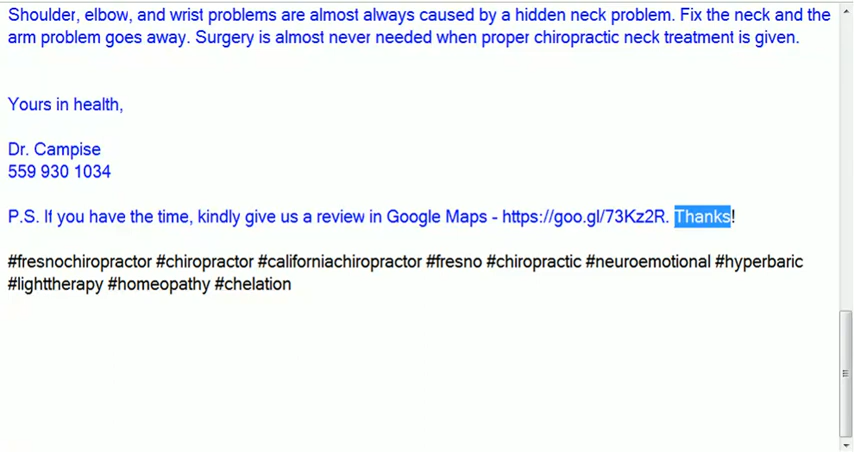 Shoulder, elbow, and wrist problems are almost always caused by a hidden neck problem. Fix the neck and the
arm problem goes away. Surgery is almost never needed when proper chiropractic neck treatment is given.
Yours in health,
Dr. Campise
559 930 1034
P.S. If you have the time, kindly give us a review in Google Maps - https://goo.gl/73Kz2R. Thanks!
#fresnochiropractor #chiropractor #californiachiropractor #fresno #chiropractic #neuroemotional #hyperbaric
#lighttherapy #homeopathy #chelation